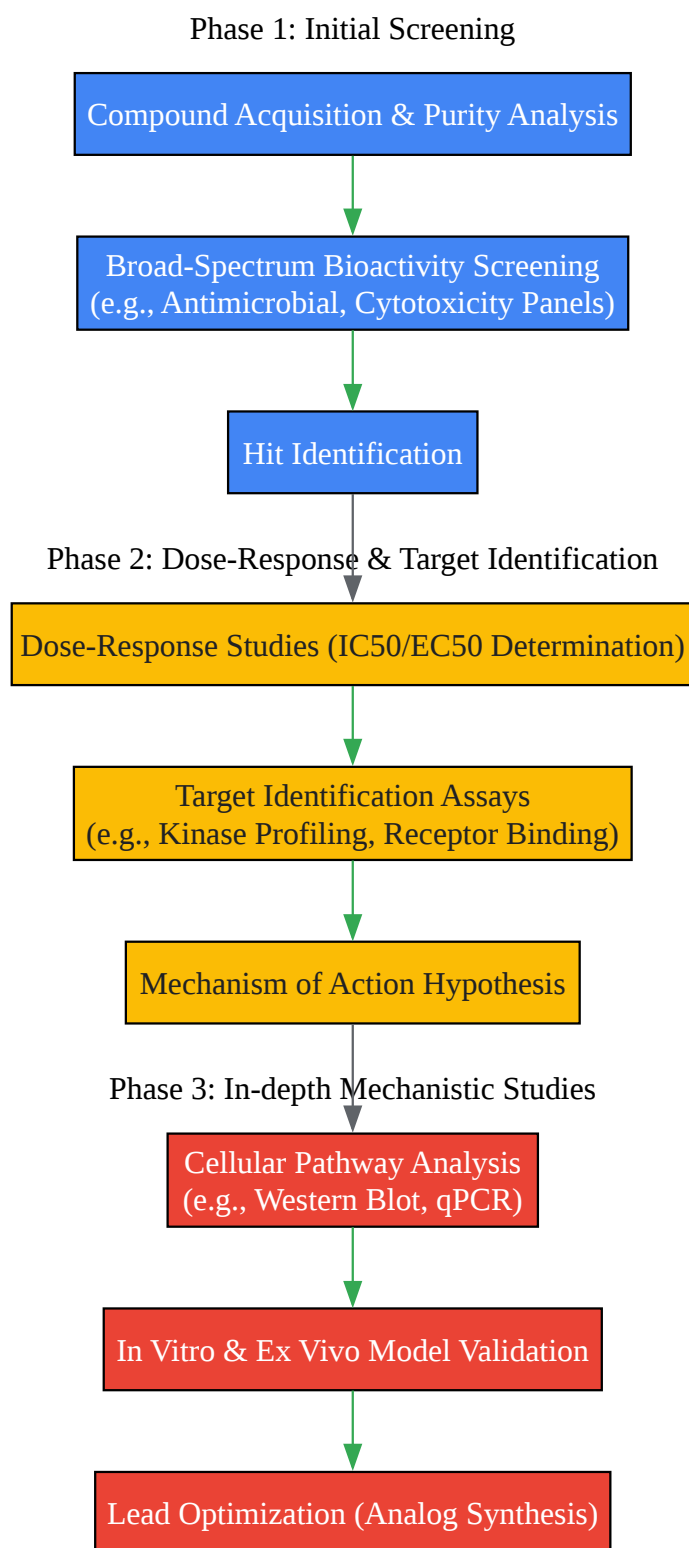 Phase 1: Initial Screening
Compound Acquisition & Purity Analysis
Broad-Spectrum Bioactivity Screening
(e.g., Antimicrobial, Cytotoxicity Panels)
Hit Identification
Phase 2: Dose-Response & Target Identification
Dose-Response Studies (IC50/EC50 Determination)
Target Identification Assays
(e.g., Kinase Profiling, Receptor Binding)
Mechanism of Action Hypothesis
Phase 3: In-depth Mechanistic Studies
Cellular Pathway Analysis
(e.g., Western Blot, qPCR)
In Vitro & Ex Vivo Model Validation
Lead Optimization (Analog Synthesis)